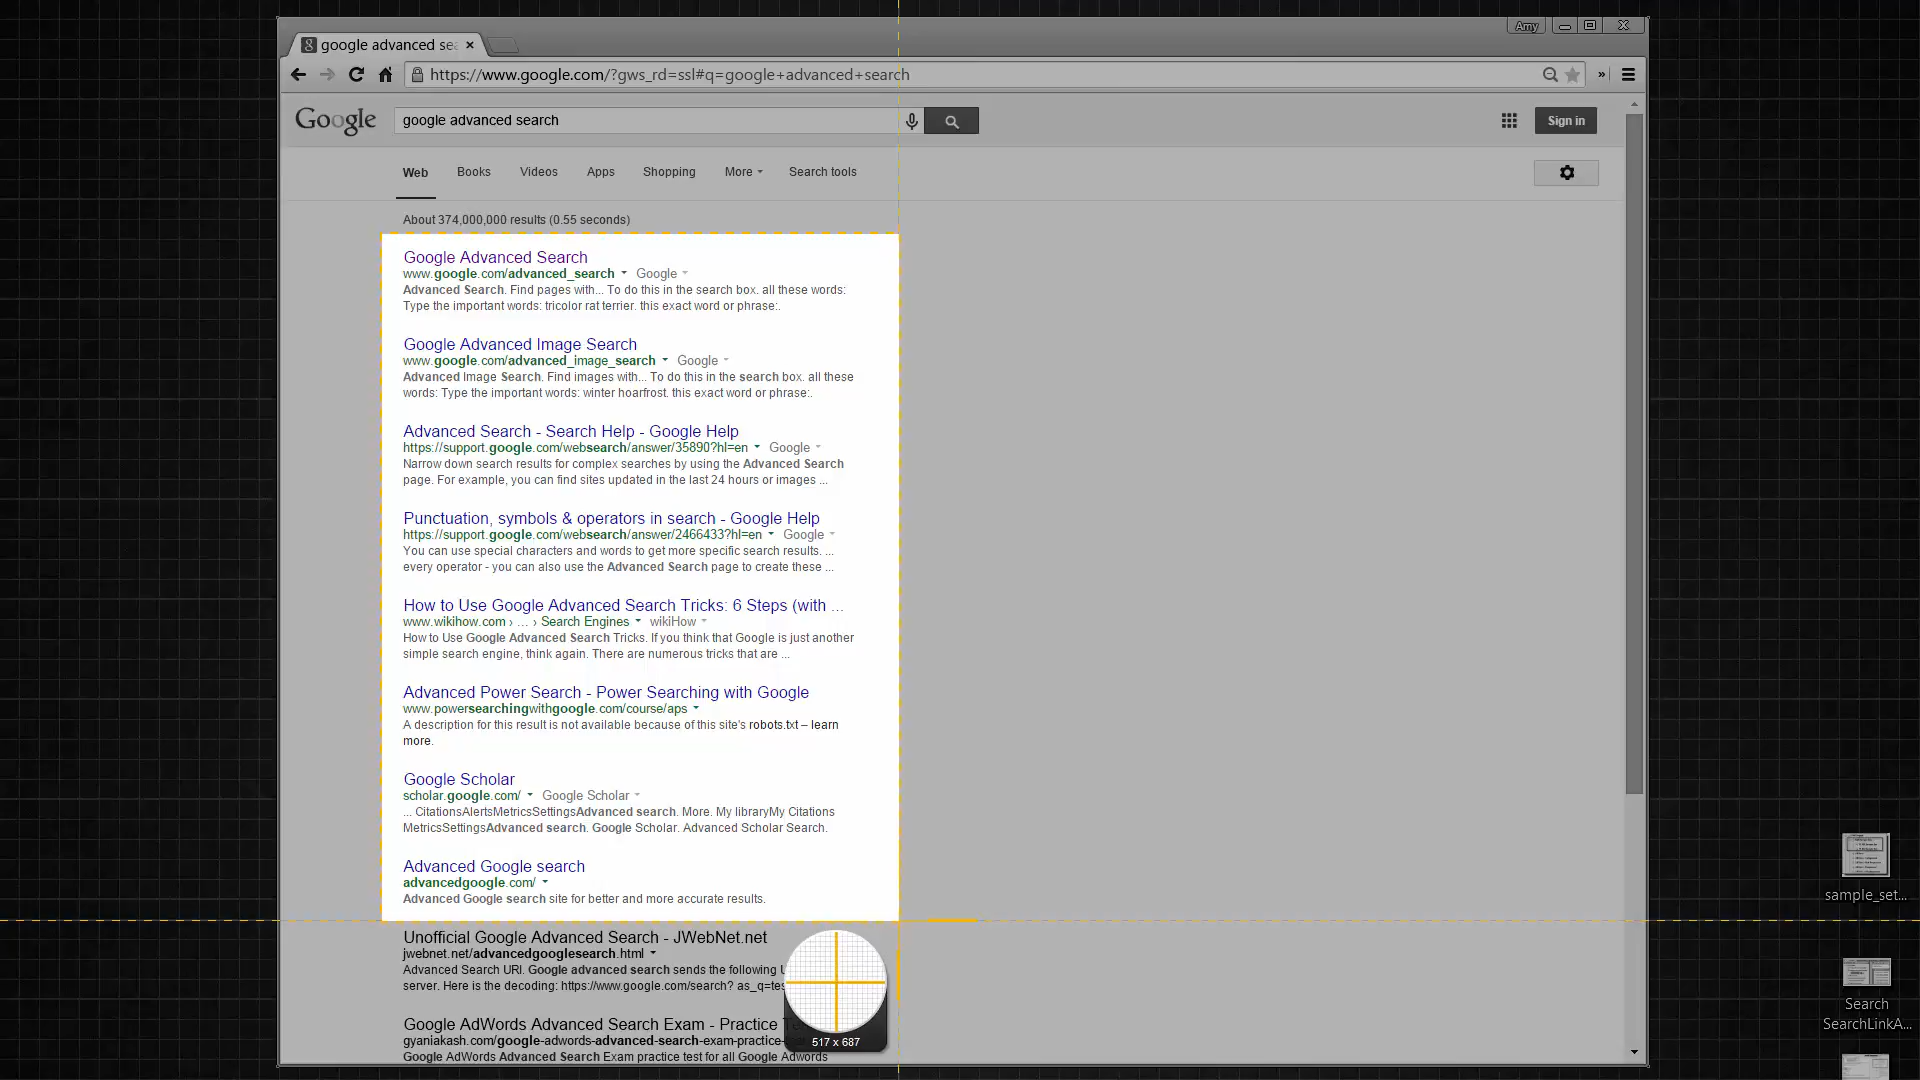 Amy
google advanced sea
https://www.google.com/?gws_rd=ssl#q=google+advanced+search
Google
google advanced search
Sign in
Web Books Videos Apps Shopping More Search tools
About 374,000,000 results (0.55 seconds)
Google Advanced Search
www.google.com/advanced_search Google
Advanced Search. Find pages with... To do this in the search box. all these words:
Type the important words: tricolor rat terrier. this exact word or phrase:.
Google Advanced Image Search
www.google.com/advanced_image_search Google
Advanced Image Search. Find images with... To do this in the search box. all these
words: Type the important words: winter hoarfrost. this exact word or phrase:.
Advanced Search - Search Help - Google Help
https://support.google.com/websearch/answer/35890?hl=en Google
Narrow down search results for complex searches by using the Advanced Search
page. For example, you can find sites updated in the last 24 hours or images ...
Punctuation, symbols & operators in search - Google Help
https://support.google.com/websearch/answer/2466433?hl=en Google
You can use special characters and words to get more specific search results. ...
every operator - you can also use the Advanced Search page to create these ...
How to Use Google Advanced Search Tricks: 6 Steps (with ...
www.wikihow.com › ... › Search Engines wikiHow
How to Use Google Advanced Search Tricks. If you think that Google is just another
simple search engine, think again. There are numerous tricks that are ...
Advanced Power Search - Power Searching with Google
www.powersearchingwithgoogle.com/course/aps
A description for this result is not available because of this site's robots.txt – learn
more.
Google Scholar
scholar.google.com/ Google Scholar
... CitationsAlertsMetricsSettingsAdvanced search. More. My libraryMy Citations
MetricsSettingsAdvanced search. Google Scholar. Advanced Scholar Search.
Advanced Google search
advancedgoogle.com/
Advanced Google search site for better and more accurate results.
Unofficial Google Advanced Search - JWebNet.net
jwebnet.net/advancedgooglesearch.html
Advanced Search URI. Google advanced search sends the following
server. Here is the decoding: https://www.google.com/search? as_q=tes
Google AdWords Advanced Search Exam - Practice
gyaniakash.com/google-adwords-advanced-search-exam-practice-
Google AdWords Advanced Search Exam practice test for all Google Adwords
517 x 687
sample_set...
Search
SearchLinkA...